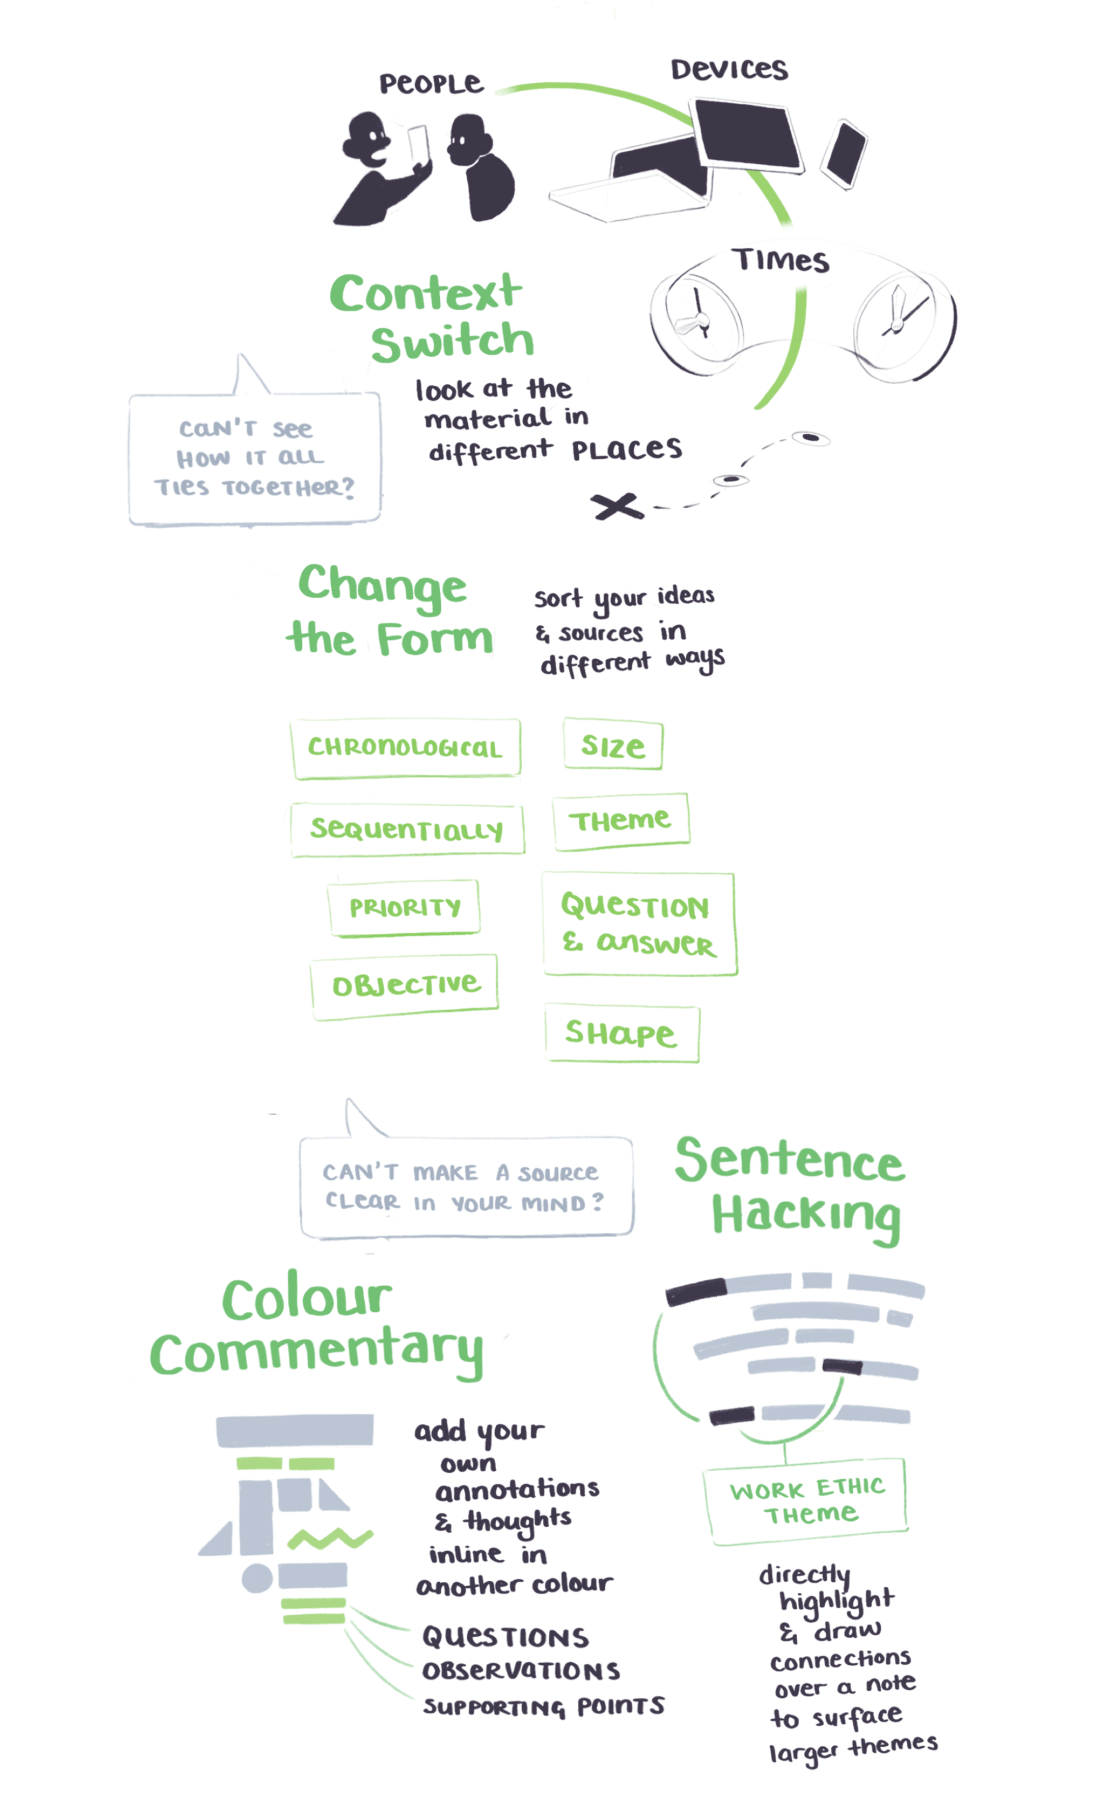 PEOPLE
DEVICES
TIMES
Context
Switch
look at the
material in
different PLACES
CAN'T SEE
HOW IT ALL
TIES TOGETHER?
Change
the Form
sort your ideas
& sources in
different ways
CHRONOLOGICAL
SIZE
SEQUENTIALLY
THEME
PRIORITY
QUESTION
& ANSWER
OBJECTIVE
SHAPE
CAN'T MAKE A SOURCE
CLEAR IN YOUR MIND?
Sentence
Hacking
Colour
Commentary
add your
own
annotations
& thoughts
inline in
another colour
QUESTIONS
OBSERVATIONS
SUPPORTING POINTS
WORK ETHIC
THEME
directly
highlight
& draw
connections
over a note
to surface
larger themes